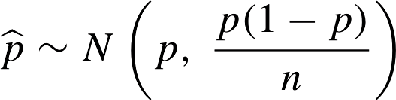 p̂ ~ N ( p, p(1 − p) / n )